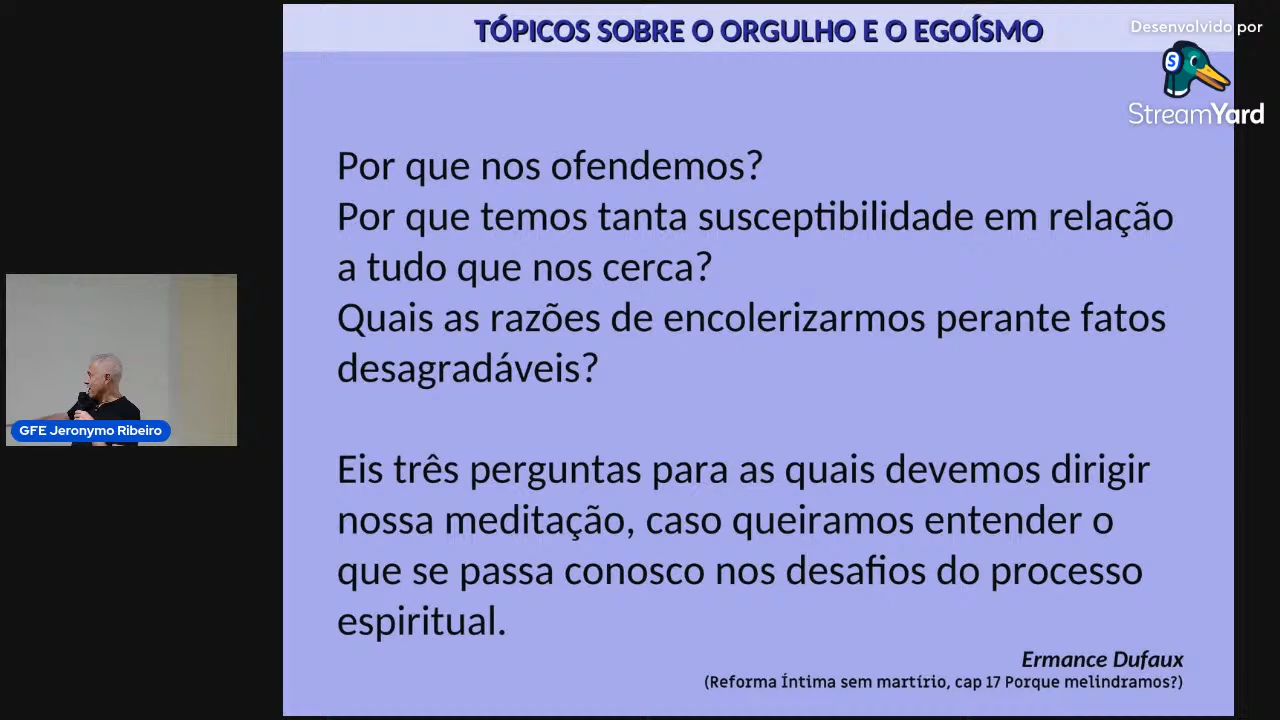 TÓPICOS SOBRE O ORGULHO E O EGOÍSMO
Desenvolvido por
S
StreamYard
Por que nos ofendemos?
Por que temos tanta susceptibilidade em relação
a tudo que nos cerca?
Quais as razões de encolerizarmos perante fatos
desagradáveis?
Eis três perguntas para as quais devemos dirigir
nossa meditação, caso queiramos entender o
que se passa conosco nos desafios do processo
espiritual.
Ermance Dufaux
(Reforma Íntima sem martírio, cap 17 Porque melindramos?)
GFE Jeronymo Ribeiro